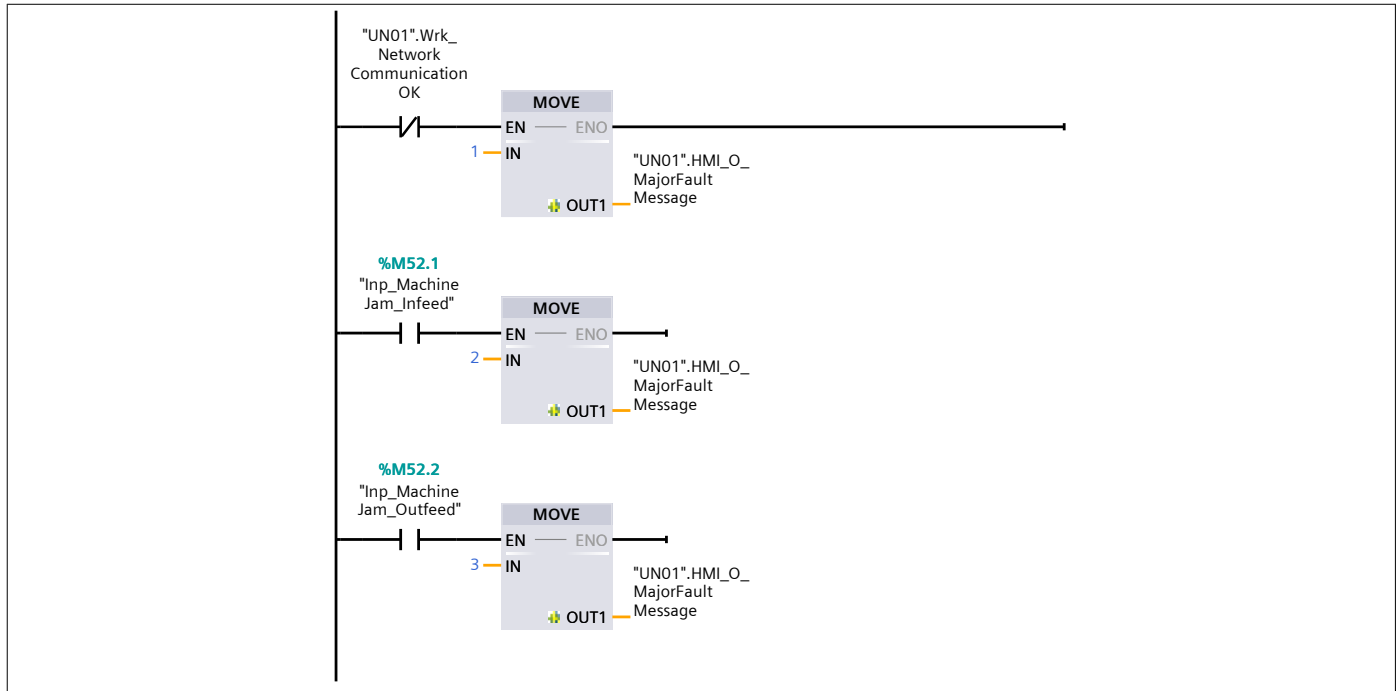 "UN01".Wrk_
Network
Communication
OK
MOVE
EN ENO
1 IN
"UN01".HMI_O_
MajorFault
Message
OUT1
%M52.1
"Inp_Machine
Jam_Infeed"
MOVE
EN ENO
2 IN
"UN01".HMI_O_
MajorFault
Message
OUT1
%M52.2
"Inp_Machine
Jam_Outfeed"
MOVE
EN ENO
3 IN
"UN01".HMI_O_
MajorFault
Message
OUT1